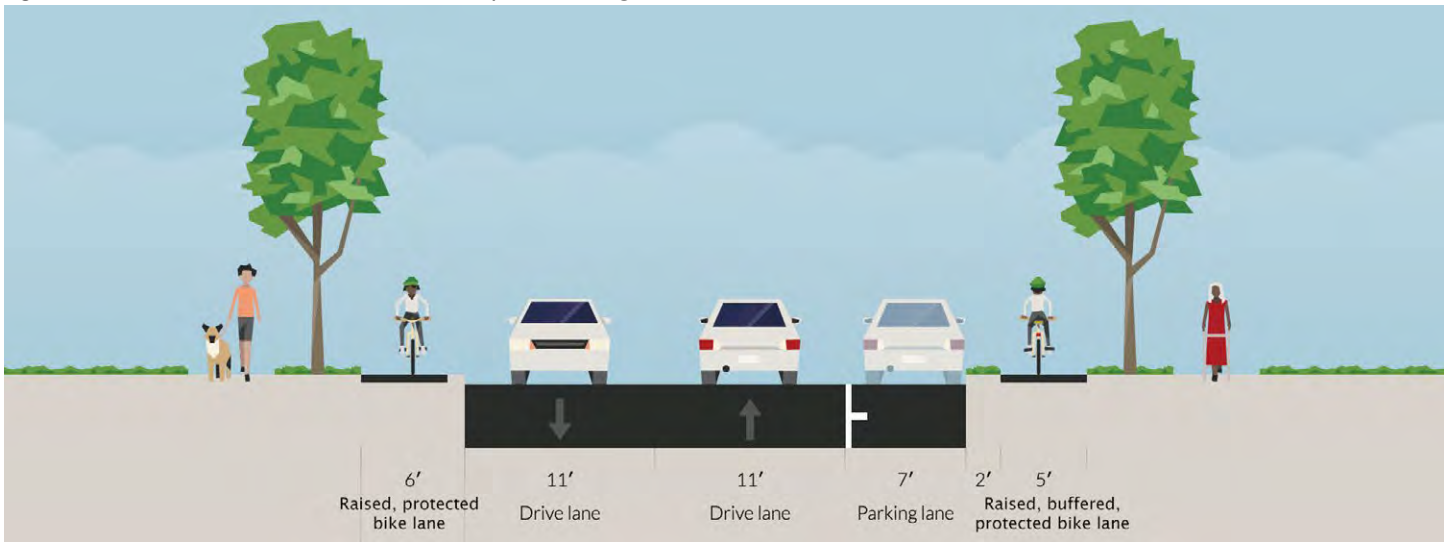 6′
Raised, protected
bike lane
11′
Drive lane
11′
Drive lane
7′
Parking lane
2′
5′
Raised, buffered,
protected bike lane